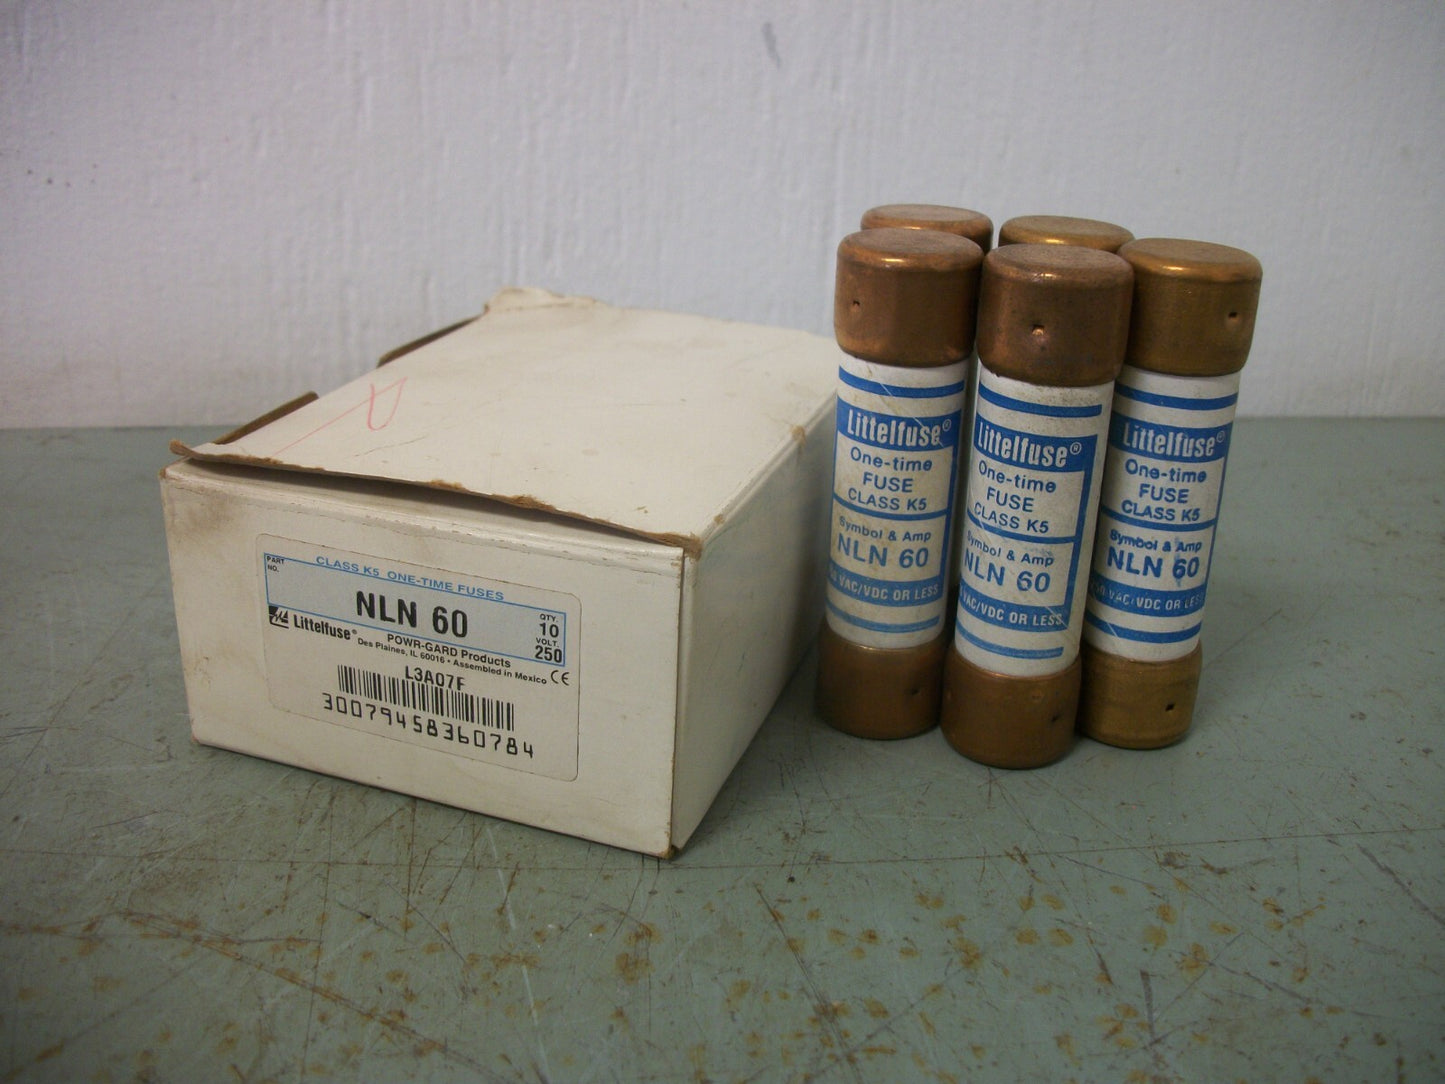 PART
NO.
CLASS K5 ONE-TIME FUSES
NLN 60
QTY.
10
VOLT.
250
Littelfuse®
POWR-GARD Products
Des Plaines, IL 60016 • Assembled in Mexico CE
L3A07F
30079458360784
Littelfuse®
One-time
FUSE
CLASS K5
Symbol & Amp
NLN 60
VAC/VDC OR LESS
Littelfuse®
One-time
FUSE
CLASS K5
Symbol & Amp
NLN 60
VAC/VDC OR LESS
Littelfuse®
One-time
FUSE
CLASS K5
Symbol & Amp
NLN 60
VAC/VDC OR LESS